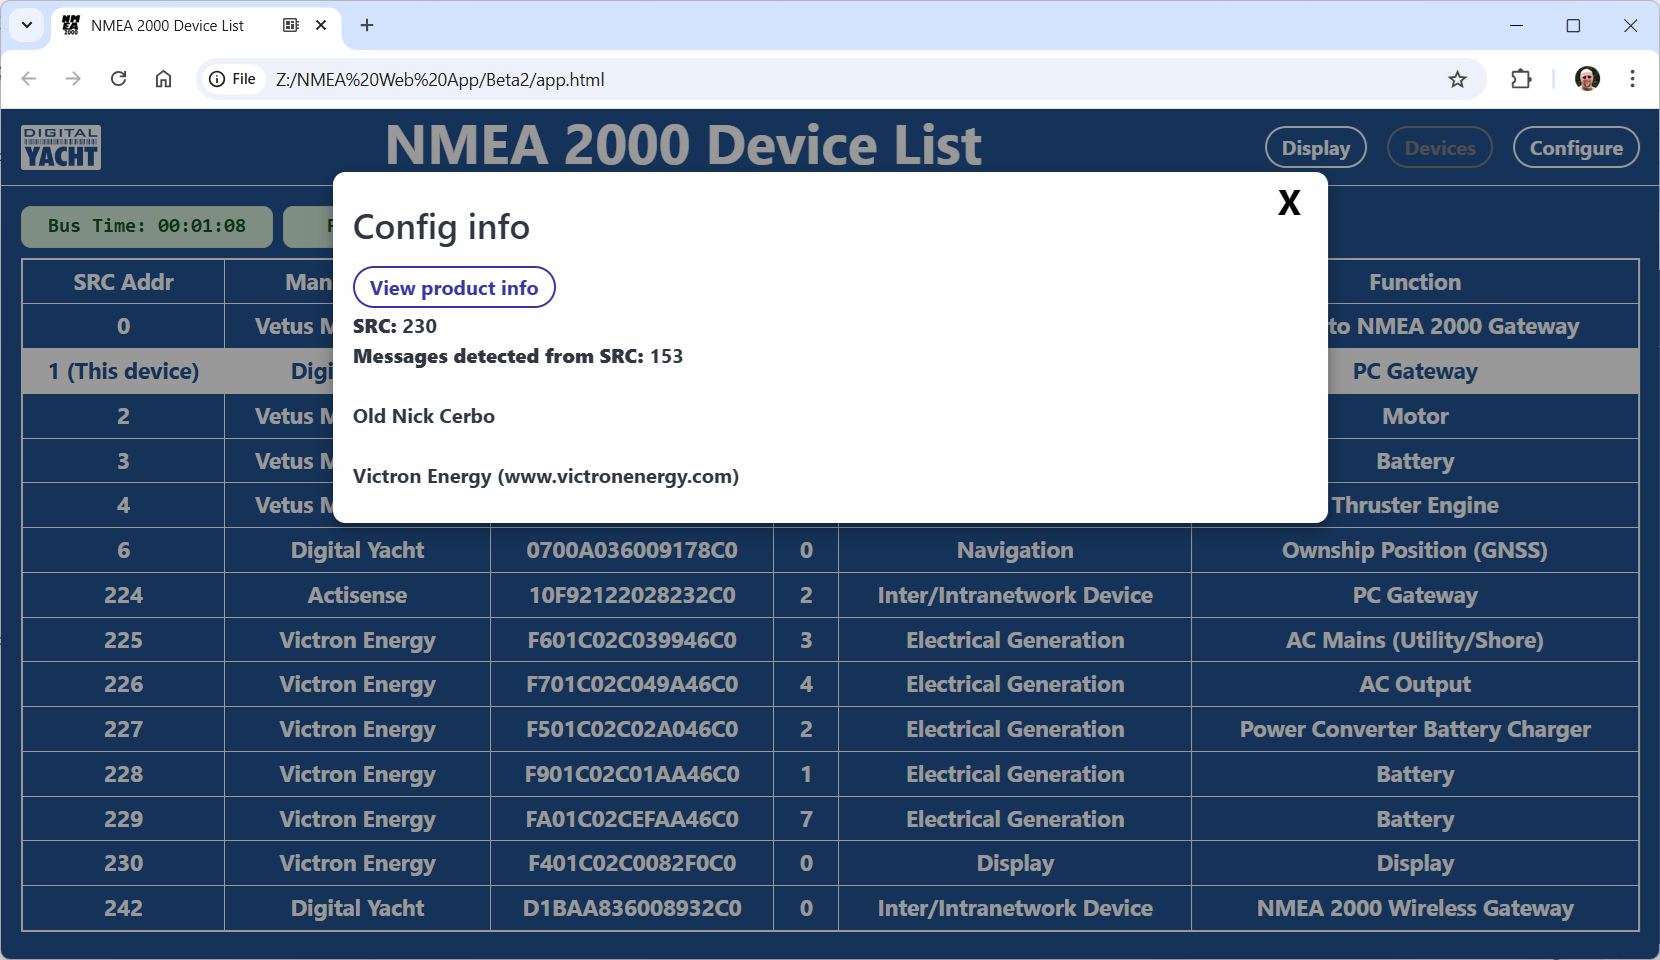 NMEA 2000 Device List
File Z:/NMEA%20Web%20App/Beta2/app.html
DIGITAL
YACHT
NMEA 2000 Device List
Display Devices Configure
Bus Time: 00:01:08
X
Config info
View product info
SRC: 230
Messages detected from SRC: 153
Old Nick Cerbo
Victron Energy (www.victronenergy.com)
SRC Addr Man Function
0 Vetus M to NMEA 2000 Gateway
1 (This device) Digi PC Gateway
2 Vetus M Motor
3 Vetus M Battery
4 Vetus M Thruster Engine
6 Digital Yacht 0700A036009178C0 0 Navigation Ownship Position (GNSS)
224 Actisense 10F92122028232C0 2 Inter/Intranetwork Device PC Gateway
225 Victron Energy F601C02C039946C0 3 Electrical Generation AC Mains (Utility/Shore)
226 Victron Energy F701C02C049A46C0 4 Electrical Generation AC Output
227 Victron Energy F501C02C02A046C0 2 Electrical Generation Power Converter Battery Charger
228 Victron Energy F901C02C01AA46C0 1 Electrical Generation Battery
229 Victron Energy FA01C02CEFAA46C0 7 Electrical Generation Battery
230 Victron Energy F401C02C0082F0C0 0 Display Display
242 Digital Yacht D1BAA836008932C0 0 Inter/Intranetwork Device NMEA 2000 Wireless Gateway